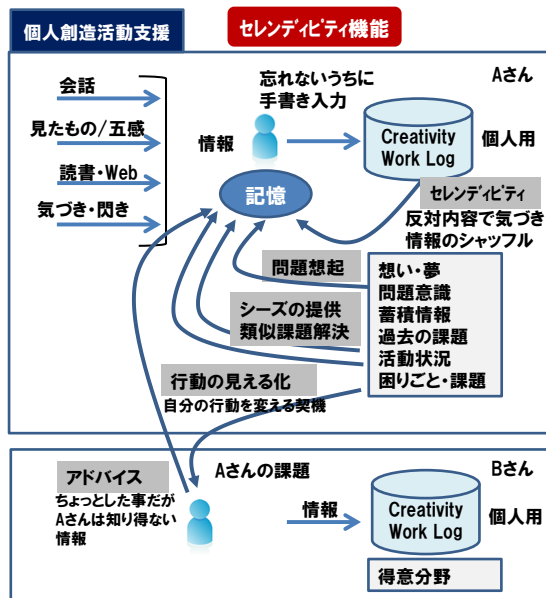 個人創造活動支援
セレンディピティ機能
Aさん
会話
見たもの/五感
読書・Web
気づき・閃き
情報
忘れないうちに
手書き入力
Creativity
Work Log
個人用
記憶
セレンディピティ
反対内容で気づき
情報のシャッフル
問題想起
シーズの提供
類似課題解決
行動の見える化
自分の行動を変える契機
想い・夢
問題意識
蓄積情報
過去の課題
活動状況
困りごと・課題
アドバイス
ちょっとした事だが
Aさんは知り得ない
情報
Aさんの課題
情報
Bさん
Creativity
Work Log
個人用
得意分野